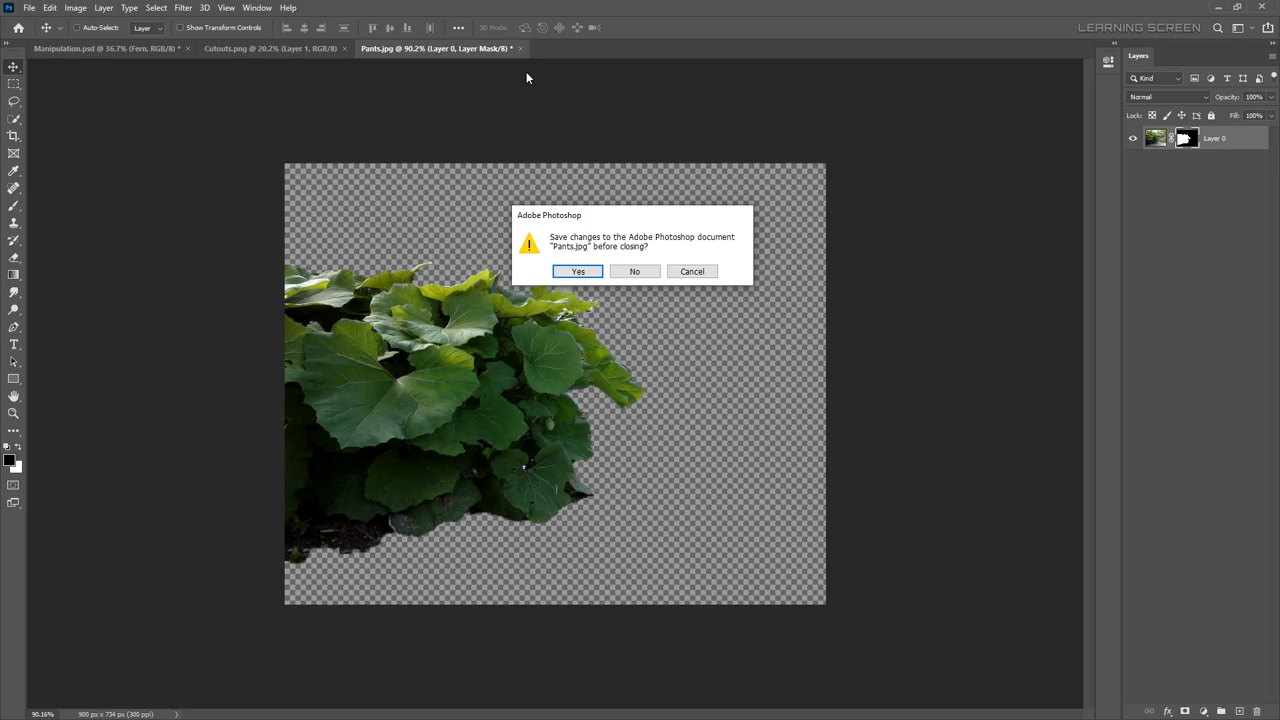 Ps File Edit Image Layer Type Select Filter 3D View Window Help
Auto-Select: Layer Show Transform Controls 3D Mode: LEARNING SCREEN
Manipulation.psd @ 36.7% (Fern, RGB/8) * × Cutouts.png @ 20.2% (Layer 1, RGB/8) × Pants.jpg @ 90.2% (Layer 0, Layer Mask/8) * ×
Layers
Kind
Normal Opacity: 100%
Lock: Fill: 100%
Layer 0
Adobe Photoshop
Save changes to the Adobe Photoshop document
"Pants.jpg" before closing?
Yes No Cancel
90.16% 900 px x 734 px (300 ppi)